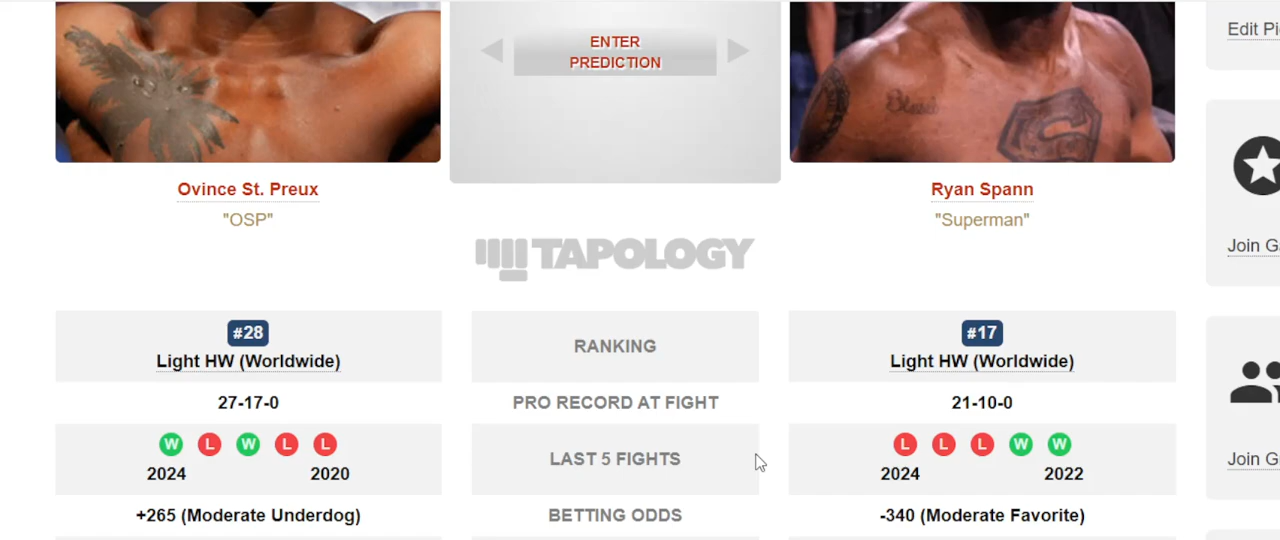 ENTER
PREDICTION
Edit Pi
Ovince St. Preux
Ryan Spann
"OSP"
"Superman"
TAPOLOGY
Join G
#28
#17
Light HW (Worldwide)
RANKING
Light HW (Worldwide)
27-17-0
PRO RECORD AT FIGHT
21-10-0
W L W L L
LAST 5 FIGHTS
L L L W W
2024
2020
2024
2022
Join G
+265 (Moderate Underdog)
BETTING ODDS
-340 (Moderate Favorite)